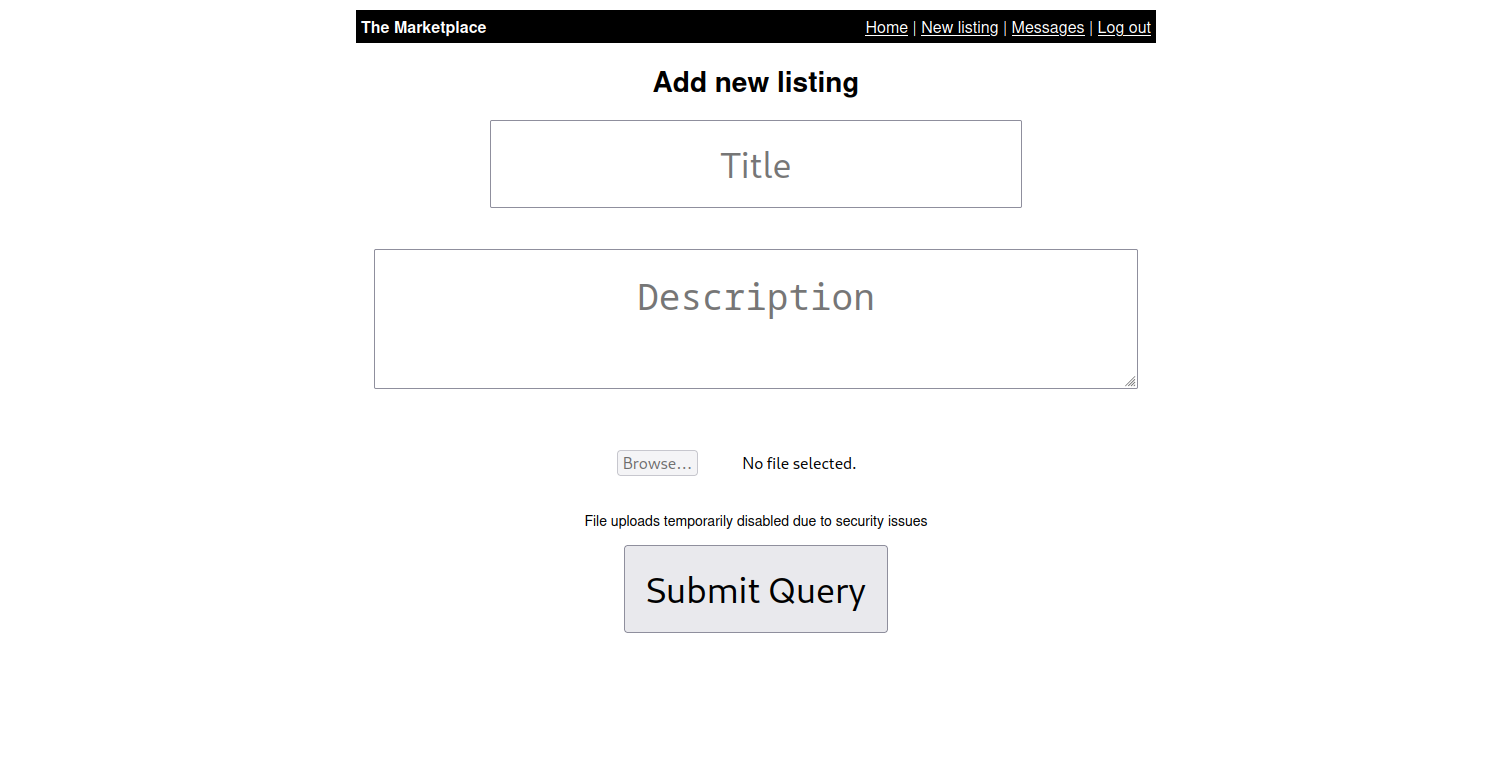 The Marketplace Home | New listing | Messages | Log out
Add new listing
Title
Description
Browse... No file selected.
File uploads temporarily disabled due to security issues
Submit Query